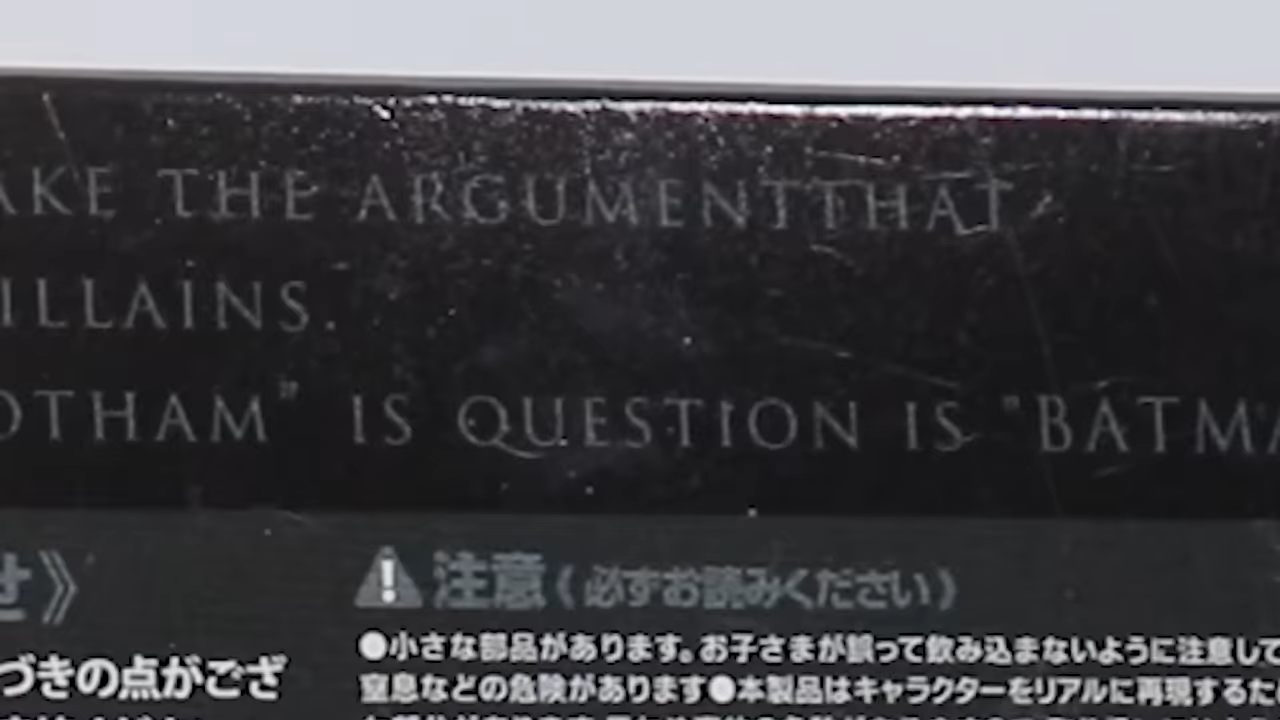 AKE THE ARGUMENTTHAT
ILLAINS.
OTHAM" IS QUESTION IS "BATMA
せ》
注意(必ずお読みください)
づきの点がござ
●小さな部品があります。お子さまが誤って飲み込まないように注意して
窒息などの危険があります●本製品はキャラクターをリアルに再現するた